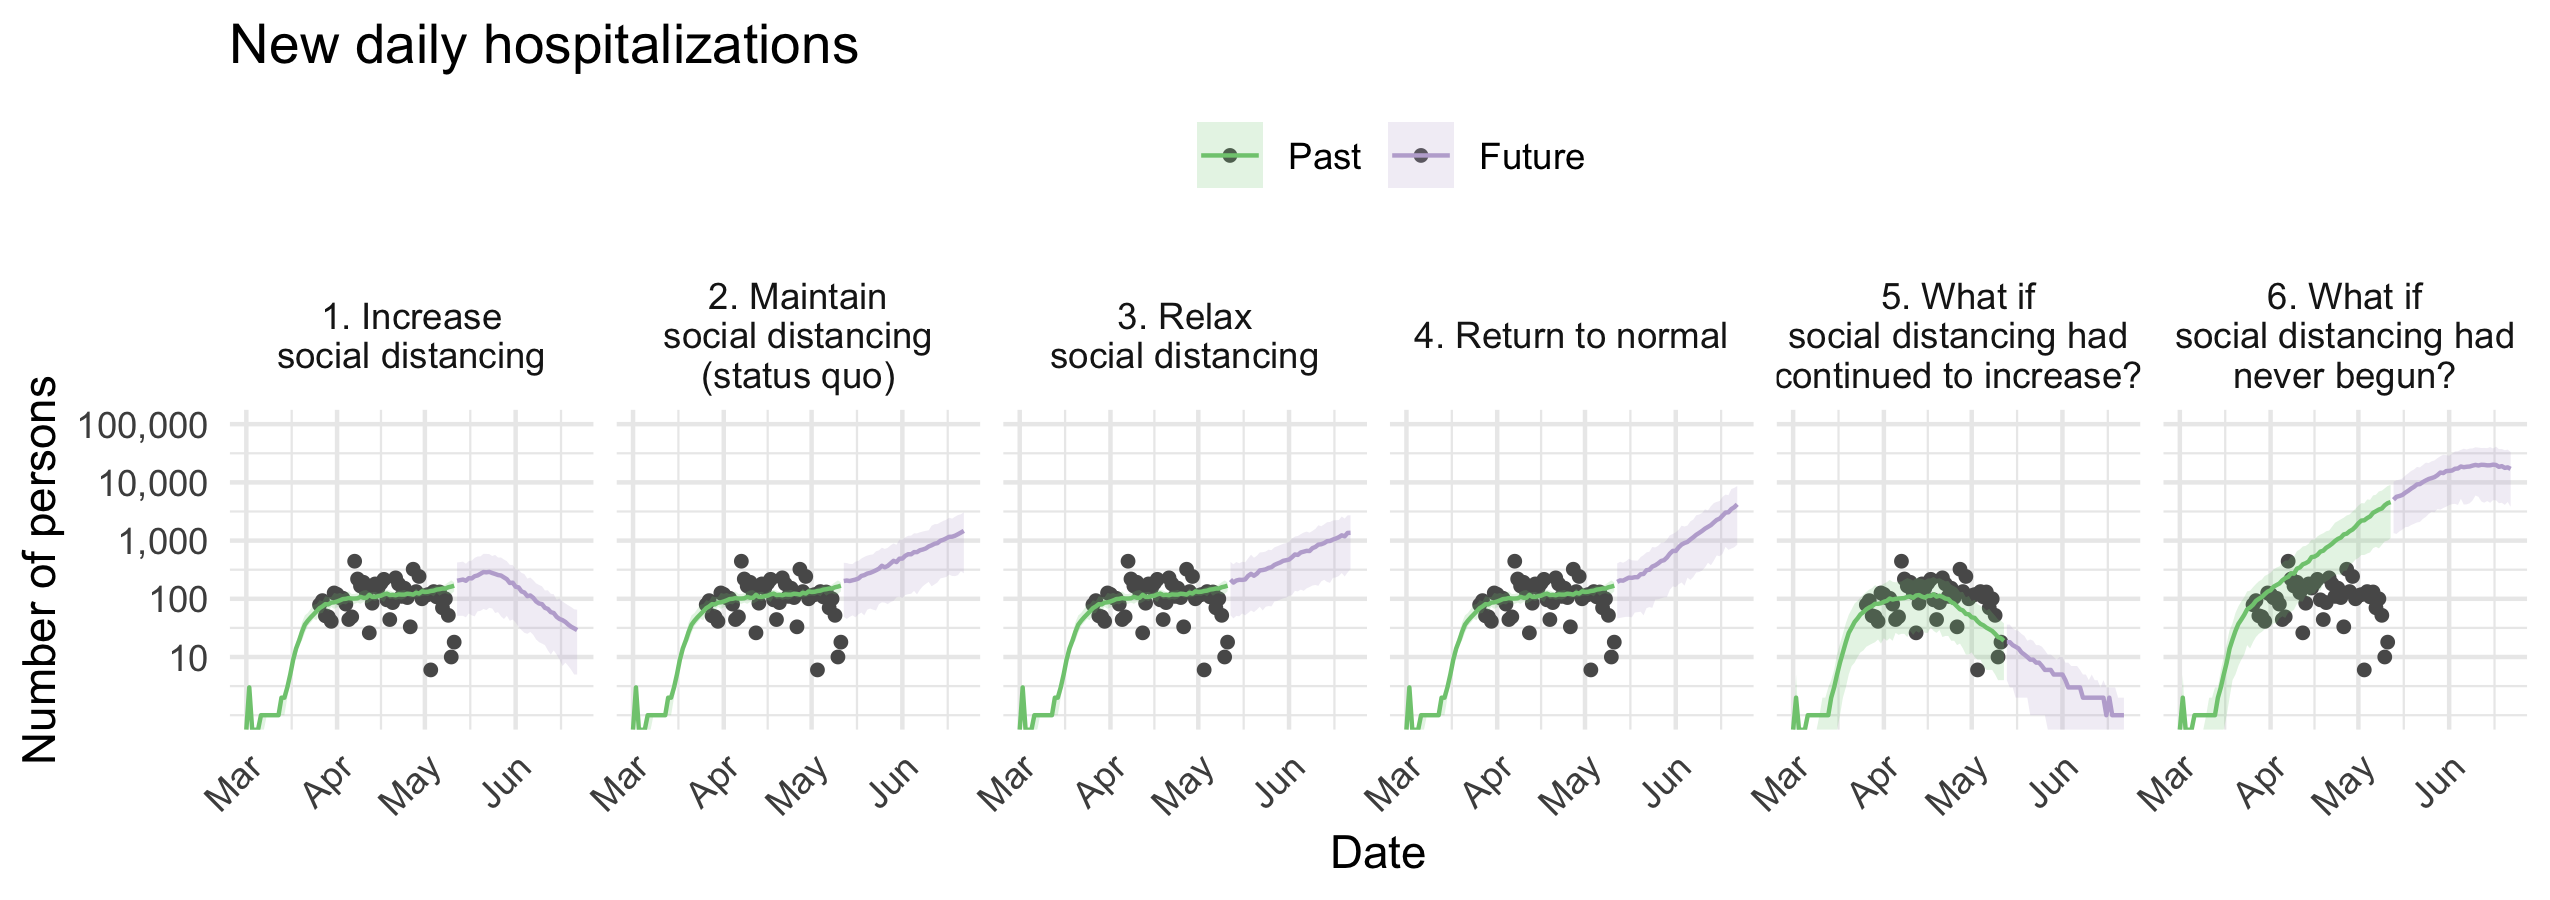 New daily hospitalizations
Past
Future
1. Increase
social distancing
2. Maintain
social distancing
(status quo)
3. Relax
social distancing
4. Return to normal
5. What if
social distancing had
continued to increase?
6. What if
social distancing had
never begun?
Number of persons
100,000
10,000
1,000
100
10
Mar
Apr
May
Jun
Mar
Apr
May
Jun
Mar
Apr
May
Jun
Mar
Apr
May
Jun
Mar
Apr
May
Jun
Mar
Apr
May
Jun
Date